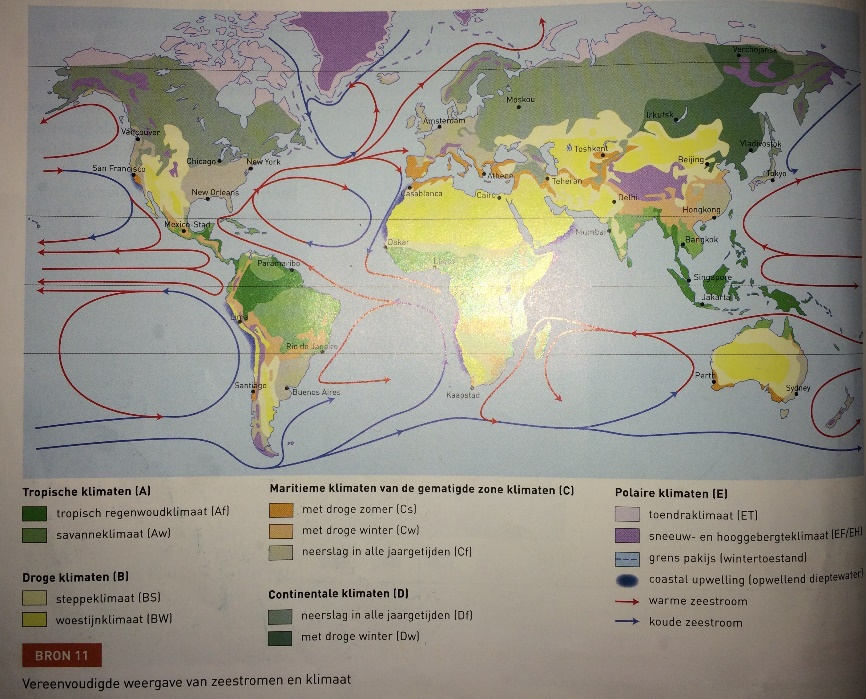 Verchojansk
Moskou
Amsterdam
Irkutsk
Vancouver
Toshkent
Vladivostok
Chicago
New York
Beijing
San Francisco
Athene
Teheran
Tokyo
New Orleans
Casablanca
Cairo
Delhi
Hongkong
Mexico-Stad
Mumbai
Dakar
Bangkok
Paramaribo
Singapore
Jakarta
Lima
Rio de Janeiro
Perth
Santiago
Buenos Aires
Kaapstad
Sydney
Tropische klimaten (A)
tropisch regenwoudklimaat (Af)
savanneklimaat (Aw)
Droge klimaten (B)
steppeklimaat (BS)
woestijnklimaat (BW)
Maritieme klimaten van de gematigde zone klimaten (C)
met droge zomer (Cs)
met droge winter (Cw)
neerslag in alle jaargetijden (Cf)
Continentale klimaten (D)
neerslag in alle jaargetijden (Df)
met droge winter (Dw)
Polaire klimaten (E)
toendraklimaat (ET)
sneeuw- en hooggebergteklimaat (EF/EH)
grens pakijs (wintertoestand)
coastal upwelling (opwellend dieptewater)
warme zeestroom
koude zeestroom
BRON 11
Vereenvoudigde weergave van zeestromen en klimaat